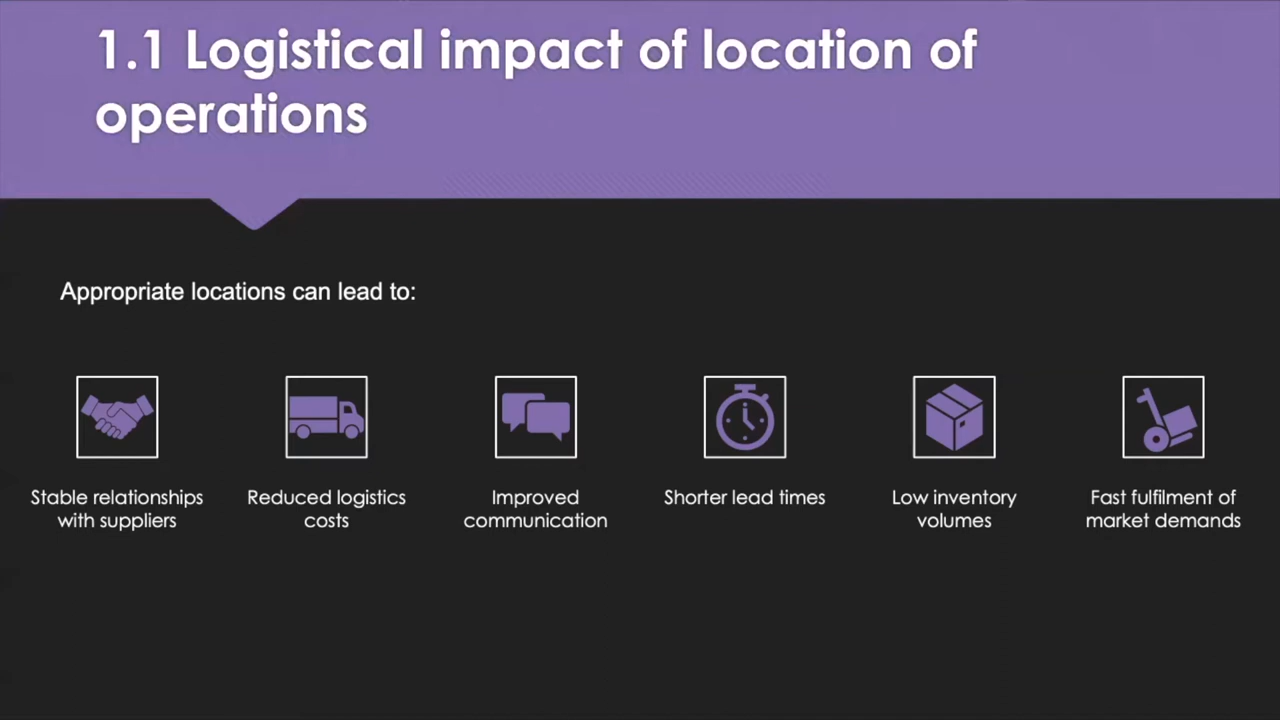 1.1 Logistical impact of location of
operations
Appropriate locations can lead to:
Stable relationships
with suppliers
Reduced logistics
costs
Improved
communication
Shorter lead times
Low inventory
volumes
Fast fulfilment of
market demands